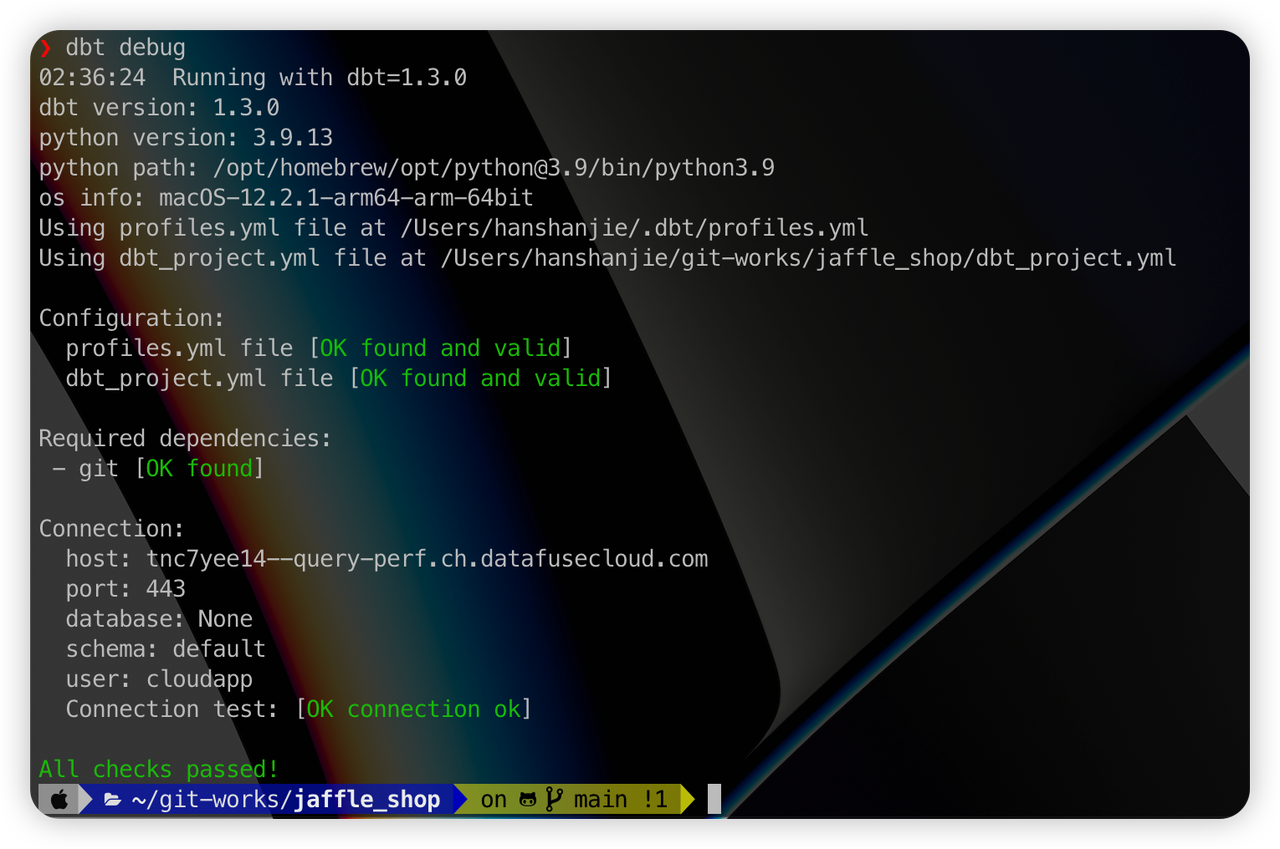 ❯ dbt debug
02:36:24  Running with dbt=1.3.0
dbt version: 1.3.0
python version: 3.9.13
python path: /opt/homebrew/opt/python@3.9/bin/python3.9
os info: macOS-12.2.1-arm64-arm-64bit
Using profiles.yml file at /Users/hanshanjie/.dbt/profiles.yml
Using dbt_project.yml file at /Users/hanshanjie/git-works/jaffle_shop/dbt_project.yml
Configuration:
  profiles.yml file [OK found and valid]
  dbt_project.yml file [OK found and valid]
Required dependencies:
 - git [OK found]
Connection:
  host: tnc7yee14--query-perf.ch.datafusecloud.com
  port: 443
  database: None
  schema: default
  user: cloudapp
  Connection test: [OK connection ok]
All checks passed!
~/git-works/jaffle_shop on main !1